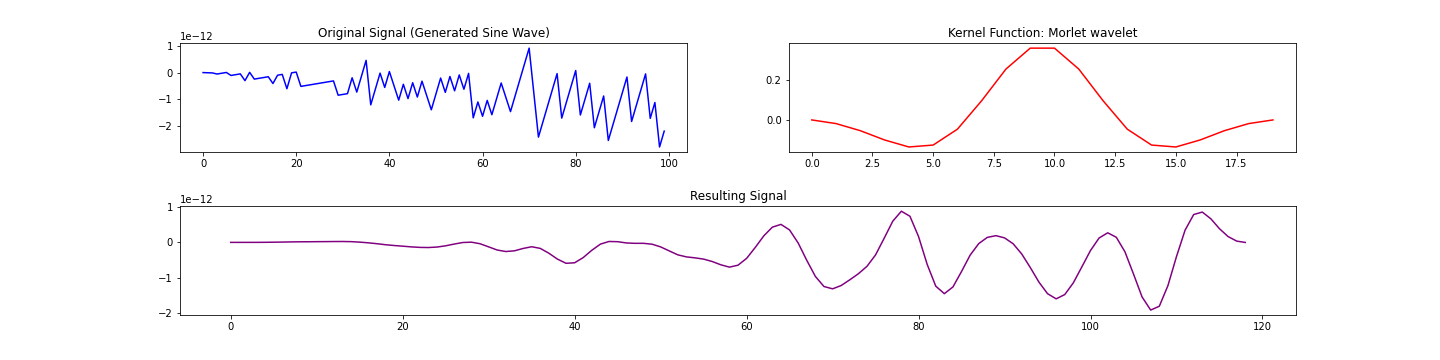 Original Signal (Generated Sine Wave)
1e−12
1
0
−1
−2
0 20 40 60 80 100
Kernel Function: Morlet wavelet
0.2
0.0
0.0 2.5 5.0 7.5 10.0 12.5 15.0 17.5
Resulting Signal
1e−12
1
0
−1
−2
0 20 40 60 80 100 120